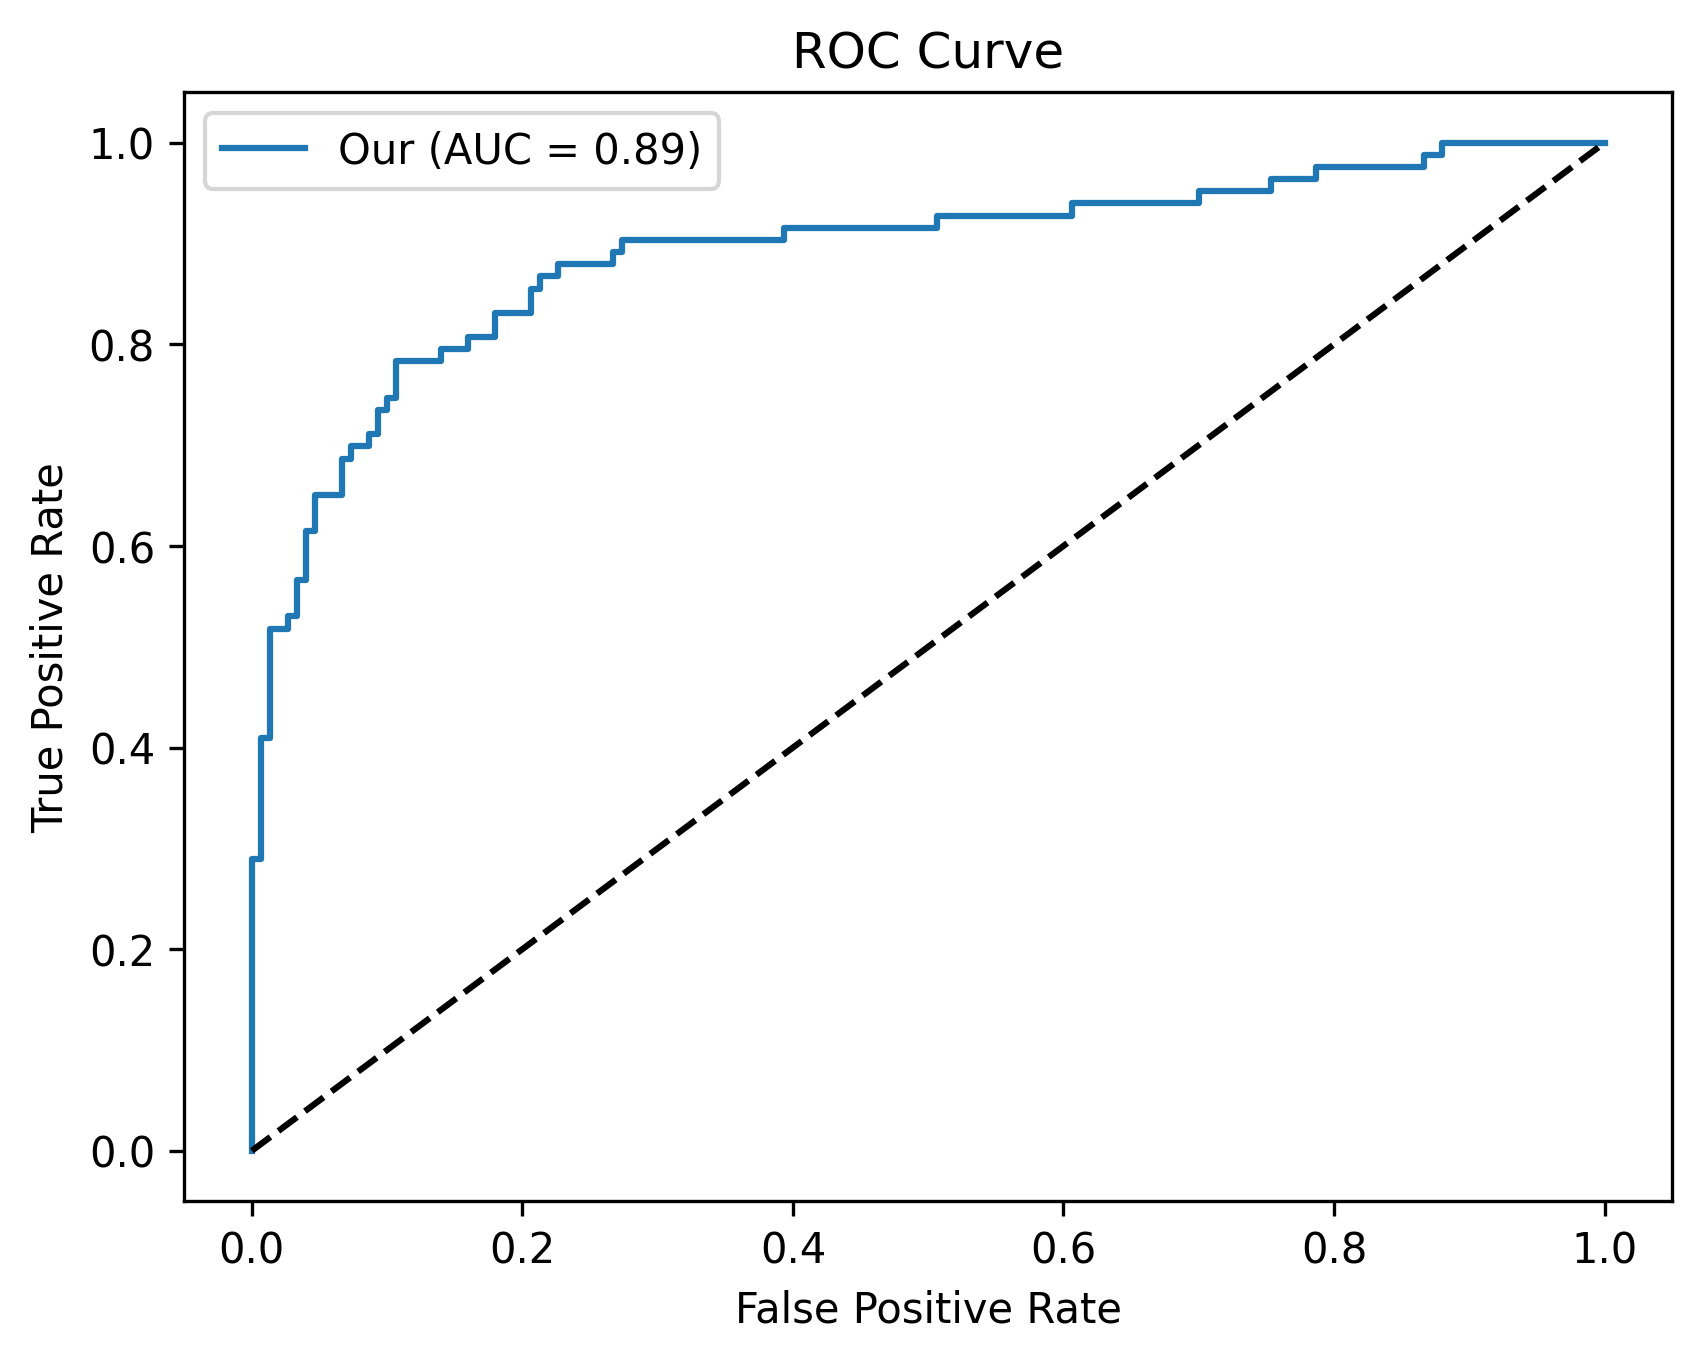 ROC Curve
Our (AUC = 0.89)
1.0
0.8
0.6
0.4
0.2
0.0
True Positive Rate
0.0 0.2 0.4 0.6 0.8 1.0
False Positive Rate